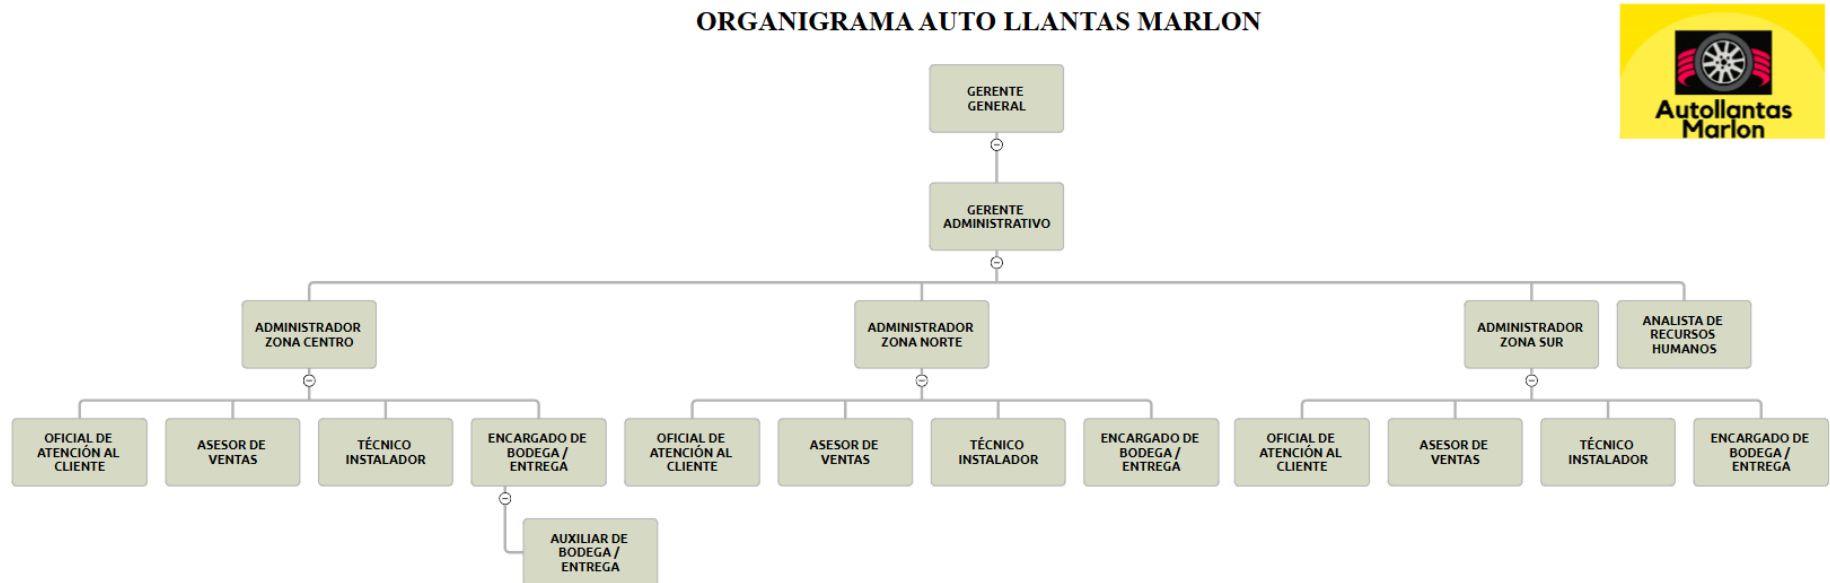 ORGANIGRAMA AUTO LLANTAS MARLON
Autollantas
Marlon
GERENTE
GENERAL
GERENTE
ADMINISTRATIVO
ADMINISTRADOR
ZONA CENTRO
ADMINISTRADOR
ZONA NORTE
ADMINISTRADOR
ZONA SUR
ANALISTA DE
RECURSOS
HUMANOS
OFICIAL DE
ATENCIÓN AL
CLIENTE
ASESOR DE
VENTAS
TÉCNICO
INSTALADOR
ENCARGADO DE
BODEGA /
ENTREGA
OFICIAL DE
ATENCIÓN AL
CLIENTE
ASESOR DE
VENTAS
TÉCNICO
INSTALADOR
ENCARGADO DE
BODEGA /
ENTREGA
OFICIAL DE
ATENCIÓN AL
CLIENTE
ASESOR DE
VENTAS
TÉCNICO
INSTALADOR
ENCARGADO DE
BODEGA /
ENTREGA
AUXILIAR DE
BODEGA /
ENTREGA